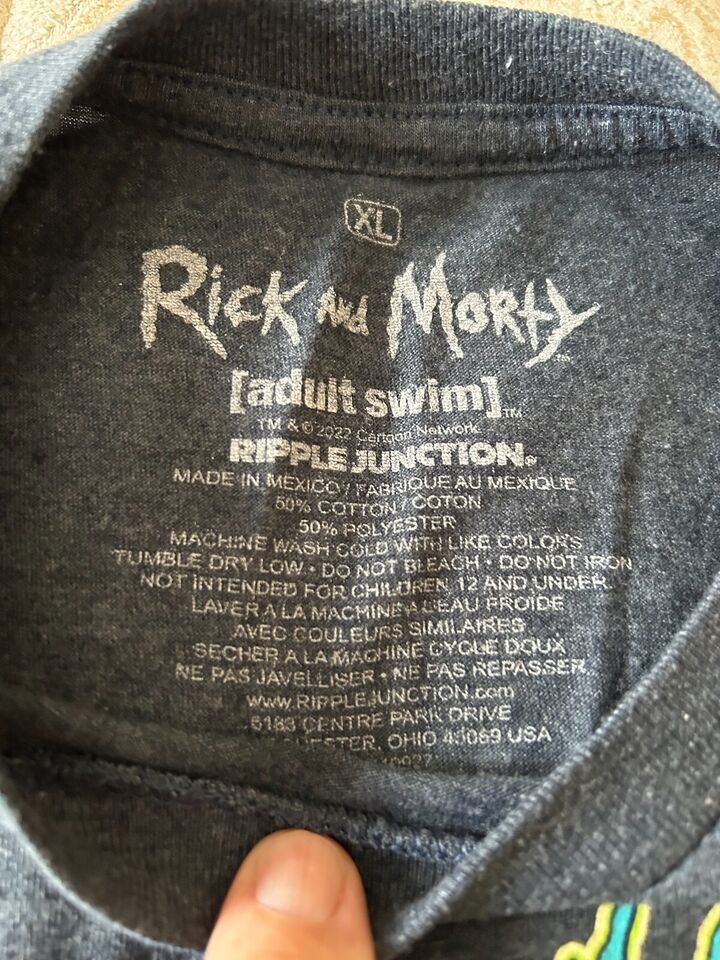 XL
Rick and Morty™
[adult swim]™
TM & © 2022 Cartoon Network
RIPPLE JUNCTION®
MADE IN MEXICO / FABRIQUE AU MEXIQUE
50% COTTON / COTON
50% POLYESTER
MACHINE WASH COLD WITH LIKE COLORS
TUMBLE DRY LOW • DO NOT BLEACH • DO NOT IRON
NOT INTENDED FOR CHILDREN 12 AND UNDER
LAVER A LA MACHINE A L'EAU FROIDE
AVEC COULEURS SIMILAIRES
SECHER A LA MACHINE CYCLE DOUX
NE PAS JAVELLISER • NE PAS REPASSER
www.RIPPLEJUNCTION.com
CENTRE PARK DRIVE
OHIO 45069 USA